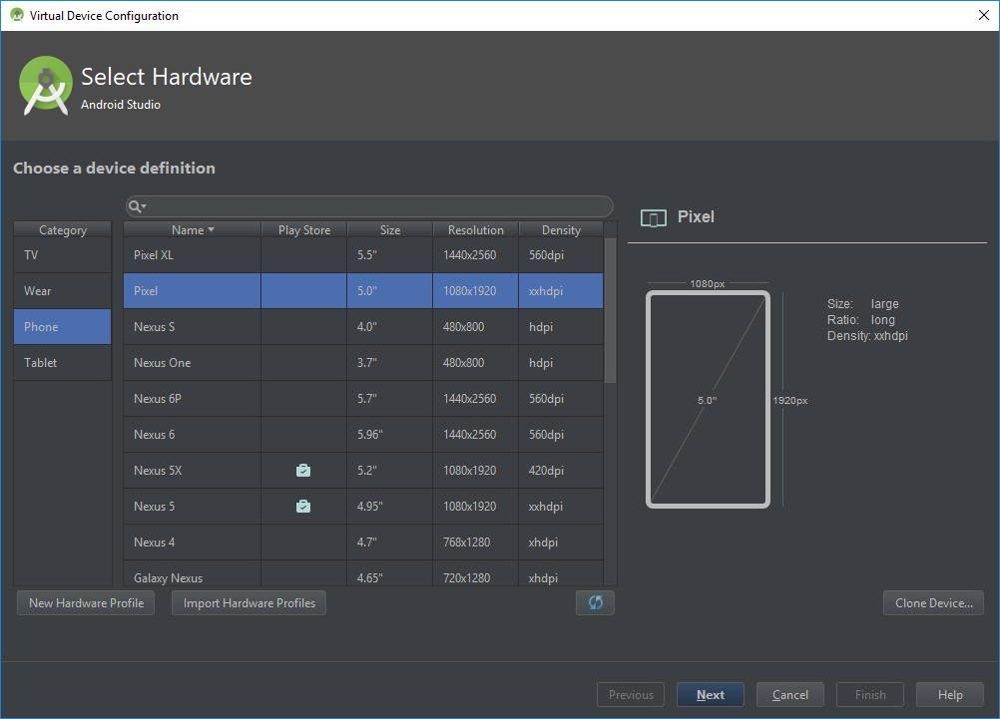 Virtual Device Configuration
Select Hardware
Android Studio
Choose a device definition
Category
TV
Wear
Phone
Tablet
Name Play Store Size Resolution Density
Pixel XL 5.5" 1440x2560 560dpi
Pixel 5.0" 1080x1920 xxhdpi
Nexus S 4.0" 480x800 hdpi
Nexus One 3.7" 480x800 hdpi
Nexus 6P 5.7" 1440x2560 560dpi
Nexus 6 5.96" 1440x2560 560dpi
Nexus 5X 5.2" 1080x1920 420dpi
Nexus 5 4.95" 1080x1920 xxhdpi
Nexus 4 4.7" 768x1280 xhdpi
Galaxy Nexus 4.65" 720x1280 xhdpi
Pixel
1080px
5.0"
1920px
Size: large
Ratio: long
Density: xxhdpi
New Hardware Profile Import Hardware Profiles Clone Device...
Previous Next Cancel Finish Help